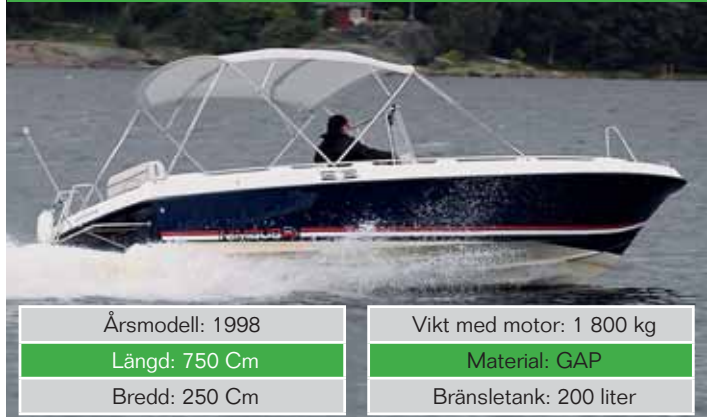 Årsmodell: 1998
Längd: 750 Cm
Bredd: 250 Cm
Vikt med motor: 1 800 kg
Material: GAP
Bränsletank: 200 liter